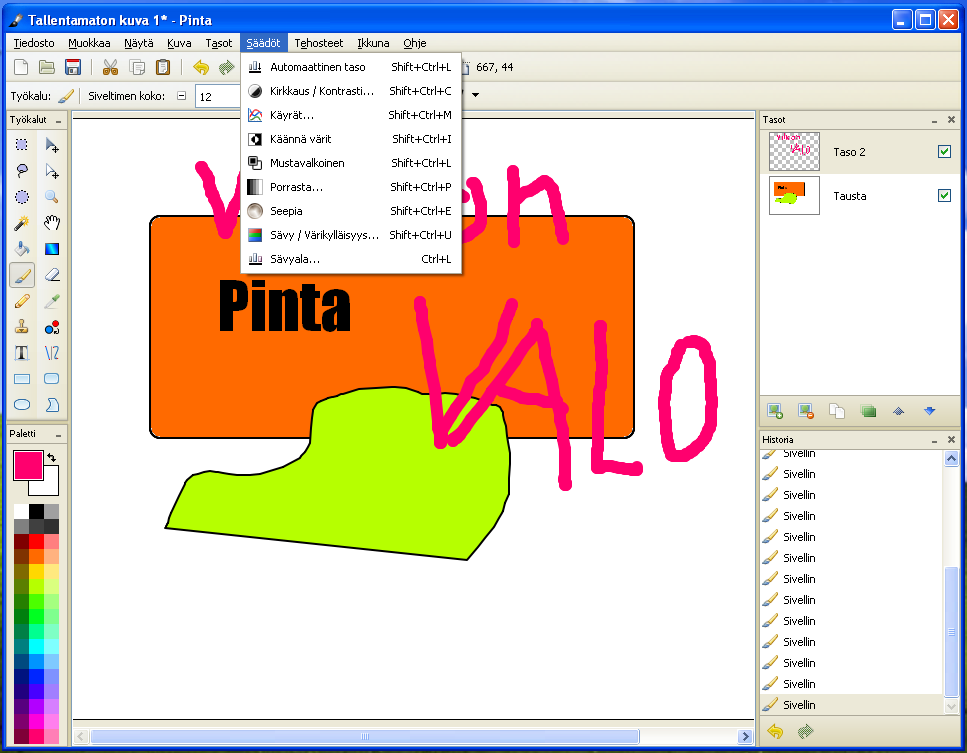 Tallentamaton kuva 1* - Pinta
Tiedosto Muokkaa Näytä Kuva Tasot Säädöt Tehosteet Ikkuna Ohje
667, 44
Työkalu: Siveltimen koko: 12
Automaattinen taso Shift+Ctrl+L
Kirkkaus / Kontrasti... Shift+Ctrl+C
Käyrät... Shift+Ctrl+M
Käännä värit Shift+Ctrl+I
Mustavalkoinen Shift+Ctrl+L
Porrasta... Shift+Ctrl+P
Seepia Shift+Ctrl+E
Sävy / Värikylläisyys... Shift+Ctrl+U
Sävyala... Ctrl+L
Työkalut
Pinta
VALO
Paletti
Tasot
Taso 2
Tausta
Historia
Sivellin
Sivellin
Sivellin
Sivellin
Sivellin
Sivellin
Sivellin
Sivellin
Sivellin
Sivellin
Sivellin
Sivellin
Sivellin